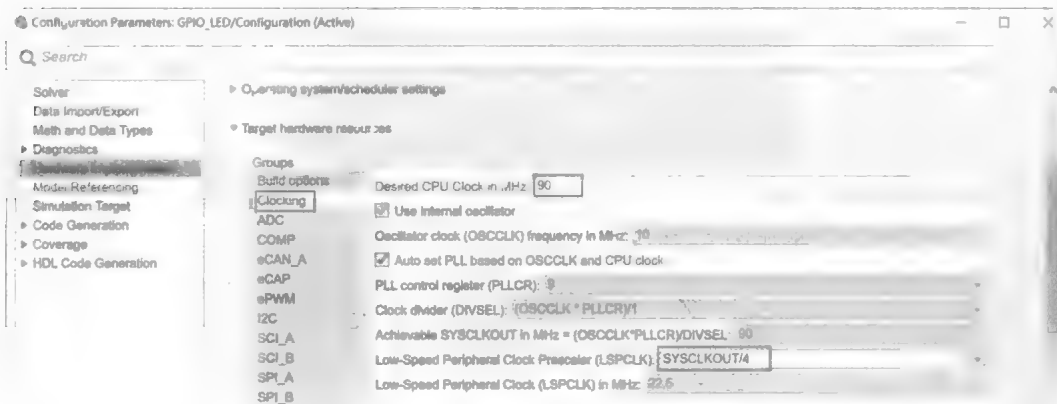 Configuration Parameters: GPIO_LED/Configuration (Active)
Search
Solver
Data Import/Export
Math and Data Types
Diagnostics
Model Referencing
Simulation Target
Code Generation
Coverage
HDL Code Generation
Operating system/scheduler settings
Target hardware resources
Groups
Build options
Clocking
ADC
COMP
eCAN_A
eCAP
ePWM
I2C
SCI_A
SCI_B
SPI_A
SPI_B
Desired CPU Clock in MHz 90
Use internal oscillator
Oscillator clock (OSCCLK) frequency in MHz: 10
Auto set PLL based on OSCCLK and CPU clock
PLL control register (PLLCR): 9
Clock divider (DIVSEL): (OSCCLK * PLLCR)/1
Achievable SYSCLKOUT in MHz = (OSCCLK*PLLCR)/DIVSEL: 90
Low-Speed Peripheral Clock Prescaler (LSPCLK): SYSCLKOUT/4
Low-Speed Peripheral Clock (LSPCLK) in MHz: 22.5